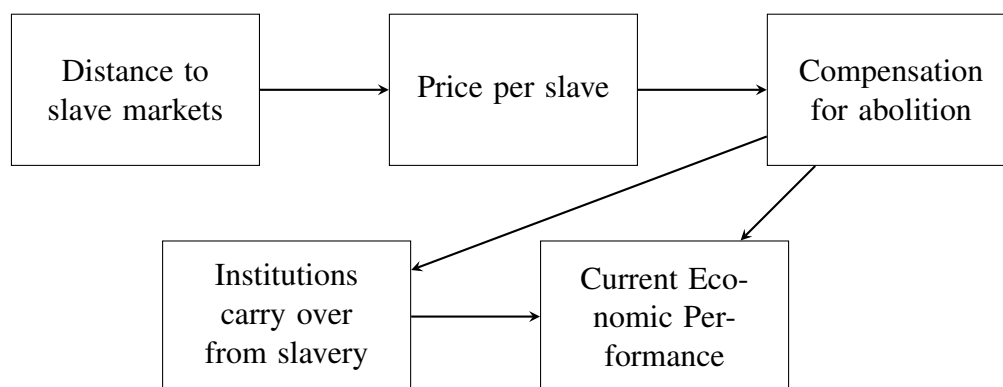 Distance to
slave markets
Price per slave
Compensation
for abolition
Institutions
carry over
from slavery
Current Eco-
nomic Per-
formance